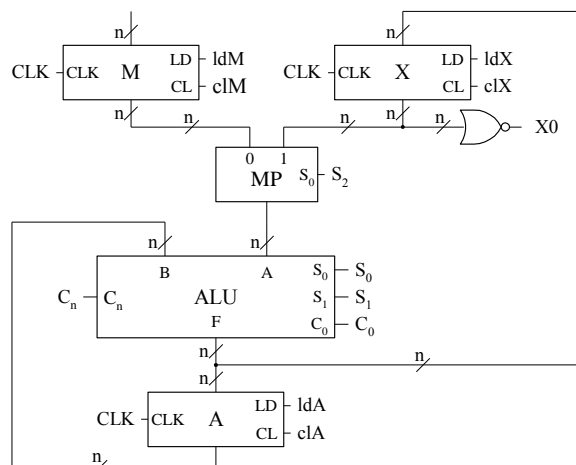 n n
CLK CLK M LD ldM CL clM
CLK CLK X LD ldX CL clX
n n n n n X0
0 1
MP S₀ S₂
n n
B A
Cₙ Cₙ ALU S₀ S₀
S₁ S₁
F C₀ C₀
n n
n
CLK CLK A LD ldA
CL clA
n